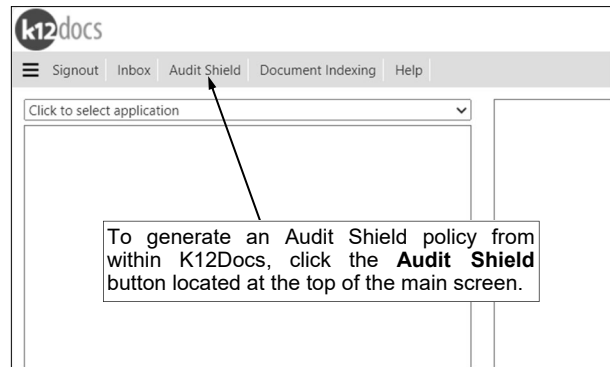 k12docs
Signout Inbox Audit Shield Document Indexing Help
Click to select application
To generate an Audit Shield policy from
within K12Docs, click the Audit Shield
button located at the top of the main screen.